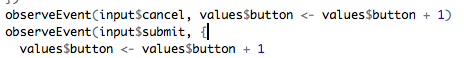 observeEvent(input$cancel, values$button <- values$button + 1)
observeEvent(input$submit, {
  values$button <- values$button + 1